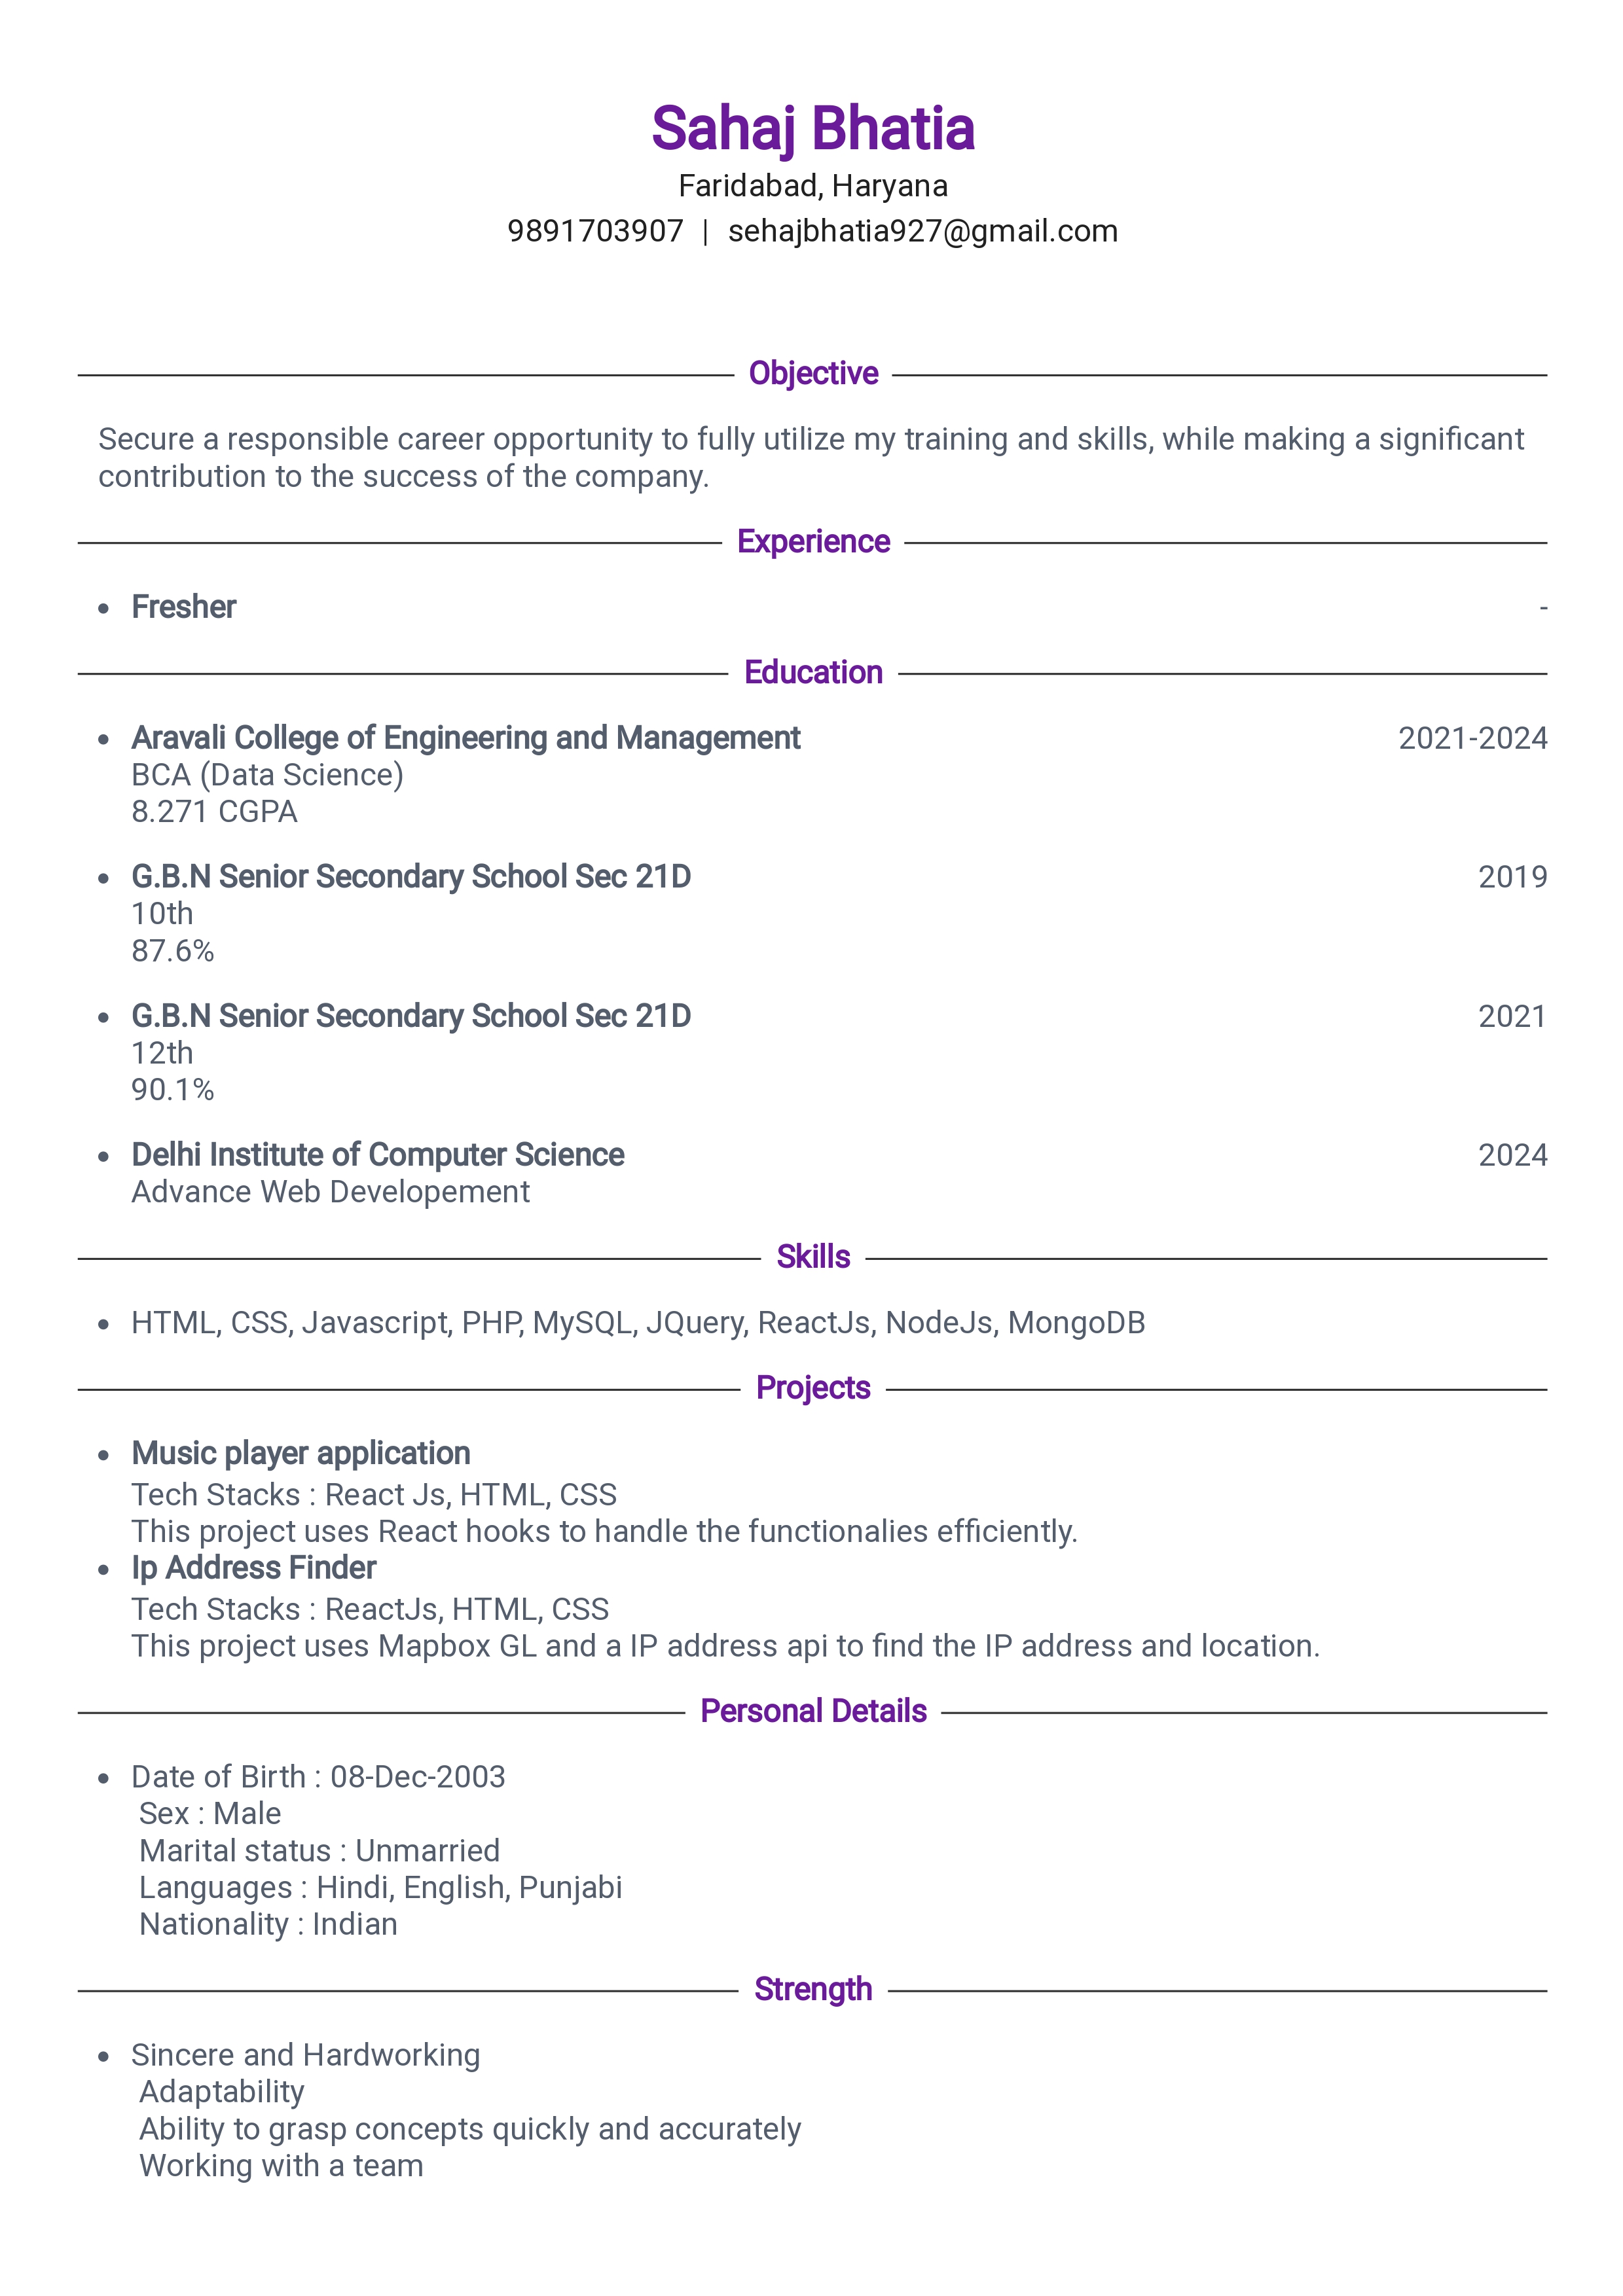 Sahaj Bhatia
Faridabad, Haryana
9891703907 | sehajbhatia927@gmail.com
Objective
Secure a responsible career opportunity to fully utilize my training and skills, while making a significant
contribution to the success of the company.
Experience
• Fresher -
Education
• Aravali College of Engineering and Management 2021-2024
BCA (Data Science)
8.271 CGPA
• G.B.N Senior Secondary School Sec 21D 2019
10th
87.6%
• G.B.N Senior Secondary School Sec 21D 2021
12th
90.1%
• Delhi Institute of Computer Science 2024
Advance Web Developement
Skills
• HTML, CSS, Javascript, PHP, MySQL, JQuery, ReactJs, NodeJs, MongoDB
Projects
• Music player application
Tech Stacks : React Js, HTML, CSS
This project uses React hooks to handle the functionalies efficiently.
• Ip Address Finder
Tech Stacks : ReactJs, HTML, CSS
This project uses Mapbox GL and a IP address api to find the IP address and location.
Personal Details
• Date of Birth : 08-Dec-2003
Sex : Male
Marital status : Unmarried
Languages : Hindi, English, Punjabi
Nationality : Indian
Strength
• Sincere and Hardworking
Adaptability
Ability to grasp concepts quickly and accurately
Working with a team